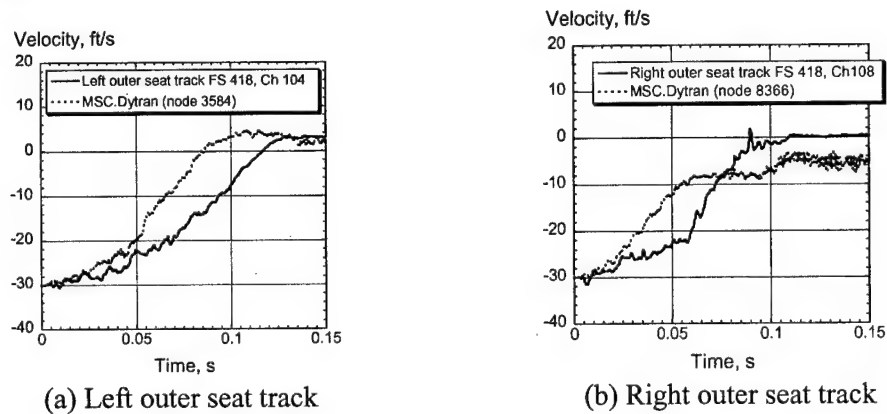 Velocity, ft/s
20
10
0
-10
-20
-30
-40
Left outer seat track FS 418, Ch 104
MSC.Dytran (node 3584)
0
0.05
0.1
0.15
Time, s
(a) Left outer seat track
Velocity, ft/s
20
10
0
-10
-20
-30
-40
Right outer seat track FS 418, Ch108
MSC.Dytran (node 8366)
0
0.05
0.1
0.15
Time, s
(b) Right outer seat track